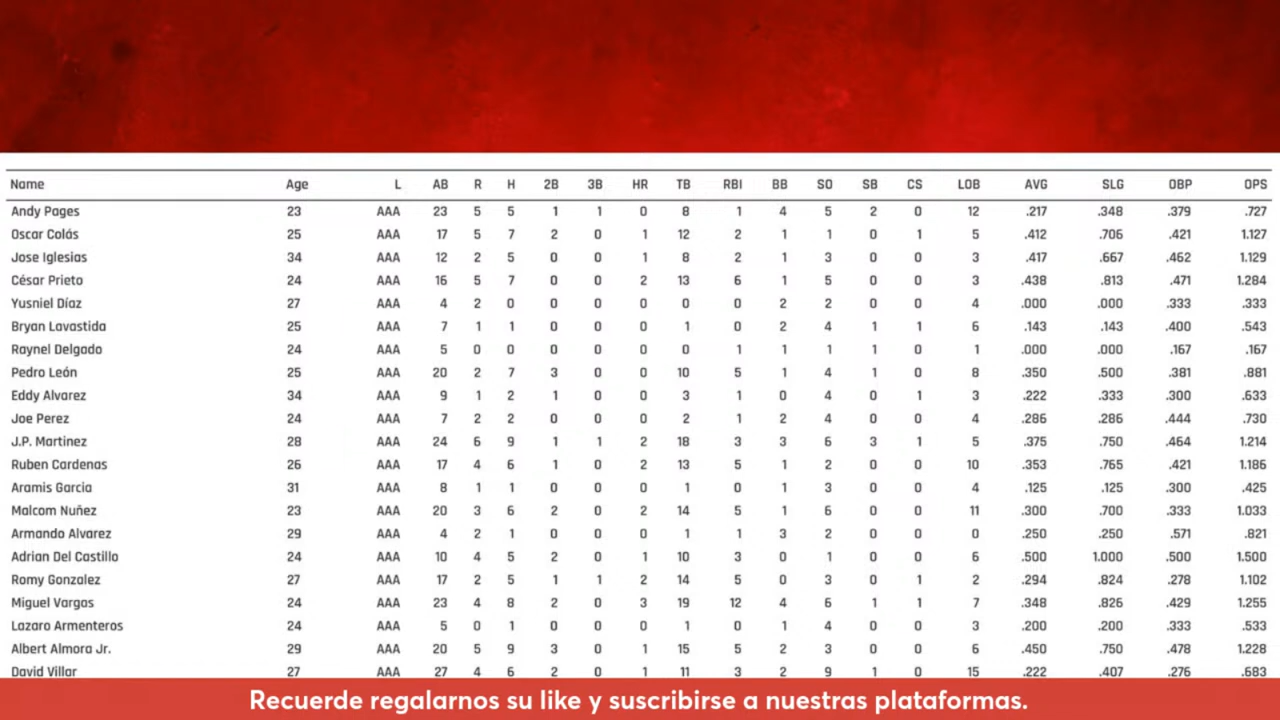 Name Age L AB R H 2B 3B HR TB RBI BB SO SB CS LOB AVG SLG OBP OPS
Andy Pages 23 AAA 23 5 5 1 1 0 8 1 4 5 2 0 12 .217 .348 .379 .727
Oscar Colás 25 AAA 17 5 7 2 0 1 12 2 1 1 0 1 5 .412 .706 .421 1.127
Jose Iglesias 34 AAA 12 2 5 0 0 1 8 2 1 3 0 0 3 .417 .667 .462 1.129
César Prieto 24 AAA 16 5 7 0 0 2 13 6 1 5 0 0 3 .438 .813 .471 1.284
Yusniel Díaz 27 AAA 4 2 0 0 0 0 0 0 2 2 0 0 4 .000 .000 .333 .333
Bryan Lavastida 25 AAA 7 1 1 0 0 0 1 0 2 4 1 1 6 .143 .143 .400 .543
Raynel Delgado 24 AAA 5 0 0 0 0 0 0 1 1 1 1 0 1 .000 .000 .167 .167
Pedro León 25 AAA 20 2 7 3 0 0 10 5 1 4 1 0 8 .350 .500 .381 .881
Eddy Alvarez 34 AAA 9 1 2 1 0 0 3 1 0 4 0 1 3 .222 .333 .300 .633
Joe Perez 24 AAA 7 2 2 0 0 0 2 1 2 4 0 0 4 .286 .286 .444 .730
J.P. Martinez 28 AAA 24 6 9 1 1 2 18 3 3 6 3 1 5 .375 .750 .464 1.214
Ruben Cardenas 26 AAA 17 4 6 1 0 2 13 5 1 2 0 0 10 .353 .765 .421 1.186
Aramis Garcia 31 AAA 8 1 1 0 0 0 1 0 1 3 0 0 4 .125 .125 .300 .425
Malcom Nuñez 23 AAA 20 3 6 2 0 2 14 5 1 6 0 0 11 .300 .700 .333 1.033
Armando Alvarez 29 AAA 4 2 1 0 0 0 1 1 3 2 0 0 0 .250 .250 .571 .821
Adrian Del Castillo 24 AAA 10 4 5 2 0 1 10 3 0 1 0 0 6 .500 1.000 .500 1.500
Romy Gonzalez 27 AAA 17 2 5 1 1 2 14 5 0 3 0 1 2 .294 .824 .278 1.102
Miguel Vargas 24 AAA 23 4 8 2 0 3 19 12 4 6 1 1 7 .348 .826 .429 1.255
Lazaro Armenteros 24 AAA 5 0 1 0 0 0 1 0 1 4 0 0 3 .200 .200 .333 .533
Albert Almora Jr. 29 AAA 20 5 9 3 0 1 15 5 2 3 0 0 6 .450 .750 .478 1.228
David Villar 27 AAA 27 4 6 2 0 1 11 3 2 9 1 0 15 .222 .407 .276 .683
Recuerde regalarnos su like y suscribirse a nuestras plataformas.